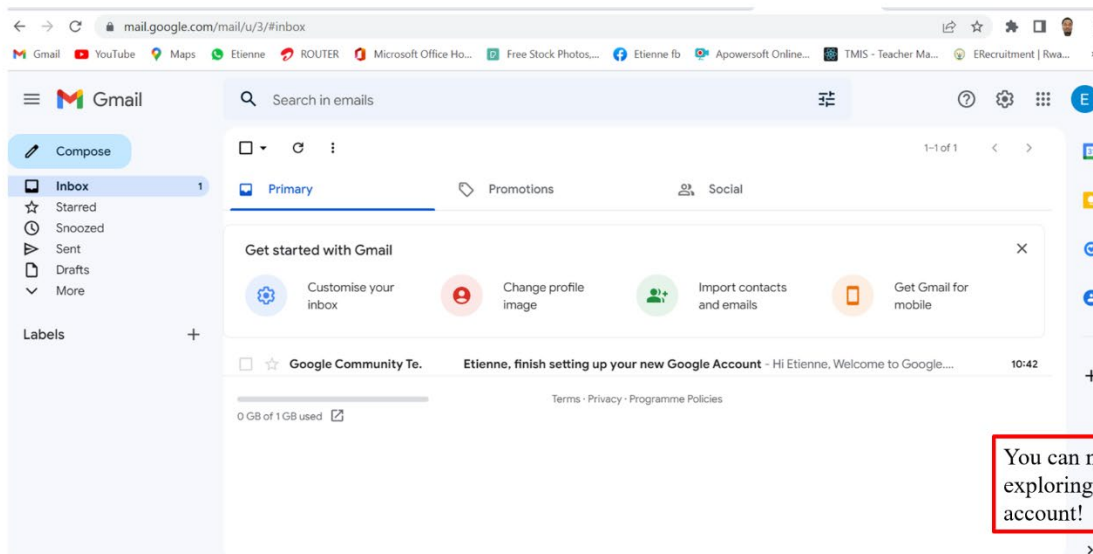 mail.google.com/mail/u/3/#inbox
Gmail YouTube Maps Etienne ROUTER Microsoft Office Ho... Free Stock Photos,... Etienne fb Apowersoft Online... TMIS - Teacher Ma... ERecruitment | Rwa...
Gmail
Search in emails
E
Compose
1–1 of 1
Inbox 1
Primary Promotions Social
Starred
Snoozed
Sent
Drafts
More
Get started with Gmail
Customise your inbox
Change profile image
Import contacts and emails
Get Gmail for mobile
Labels
Google Community Te. Etienne, finish setting up your new Google Account - Hi Etienne, Welcome to Google.... 10:42
Terms · Privacy · Programme Policies
0 GB of 1 GB used
You can
exploring
account!